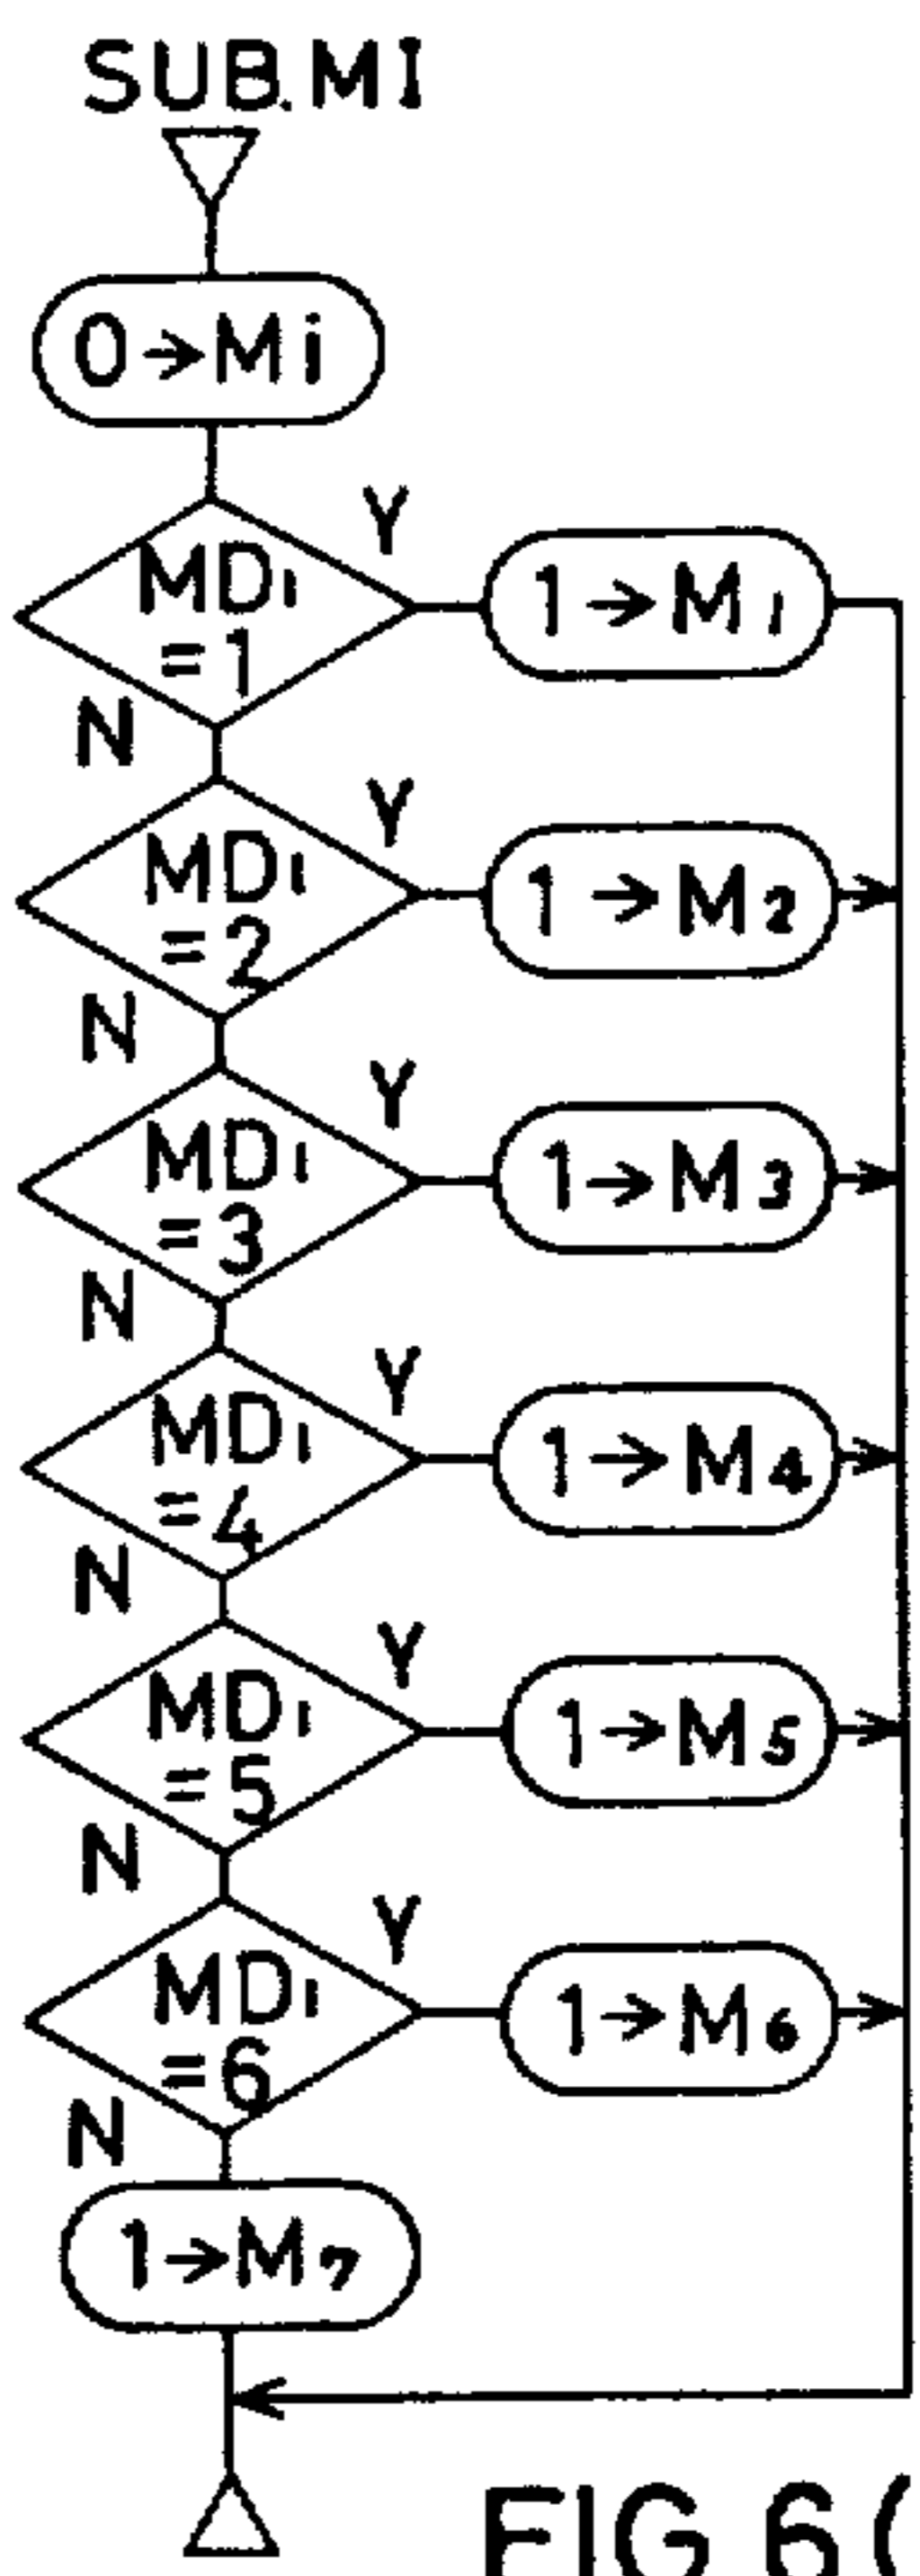 SUB.MI
0→Mi
MD₁
=1
Y
1→M₁
N
MD₁
=2
Y
1→M₂
N
MD₁
=3
Y
1→M₃
N
MD₁
=4
Y
1→M₄
N
MD₁
=5
Y
1→M₅
N
MD₁
=6
Y
1→M₆
N
1→M₇
FIG 6(